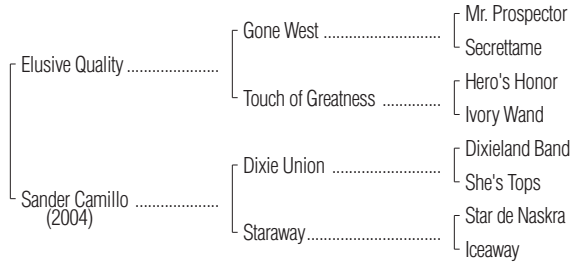 Mr. Prospector
Gone West
Secrettame
Elusive Quality
Hero's Honor
Touch of Greatness
Ivory Wand
Dixieland Band
Dixie Union
She's Tops
Sander Camillo
(2004)
Star de Naskra
Staraway
Iceaway